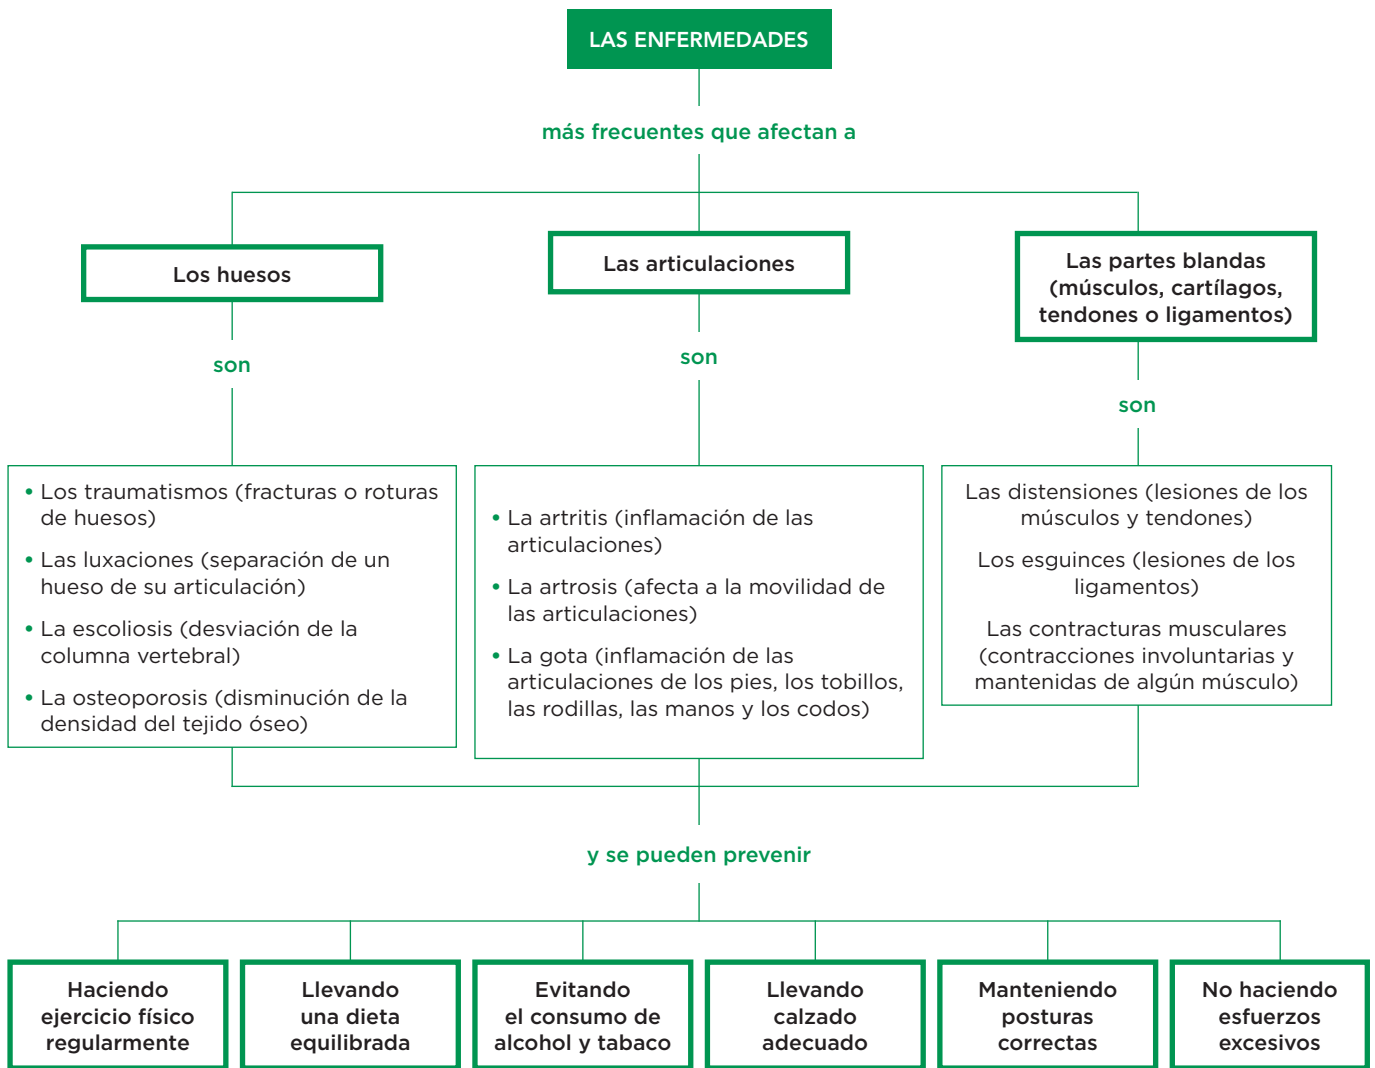 LAS ENFERMEDADES
más frecuentes que afectan a
Los huesos
son
• Los traumatismos (fracturas o roturas
de huesos)
• Las luxaciones (separación de un
hueso de su articulación)
• La escoliosis (desviación de la
columna vertebral)
• La osteoporosis (disminución de la
densidad del tejido óseo)
Las articulaciones
son
• La artritis (inflamación de las
articulaciones)
• La artrosis (afecta a la movilidad de
las articulaciones)
• La gota (inflamación de las
articulaciones de los pies, los tobillos,
las rodillas, las manos y los codos)
Las partes blandas
(músculos, cartílagos,
tendones o ligamentos)
son
Las distensiones (lesiones de los
músculos y tendones)
Los esguinces (lesiones de los
ligamentos)
Las contracturas musculares
(contracciones involuntarias y
mantenidas de algún músculo)
y se pueden prevenir
Haciendo
ejercicio físico
regularmente
Llevando
una dieta
equilibrada
Evitando
el consumo de
alcohol y tabaco
Llevando
calzado
adecuado
Manteniendo
posturas
correctas
No haciendo
esfuerzos
excesivos